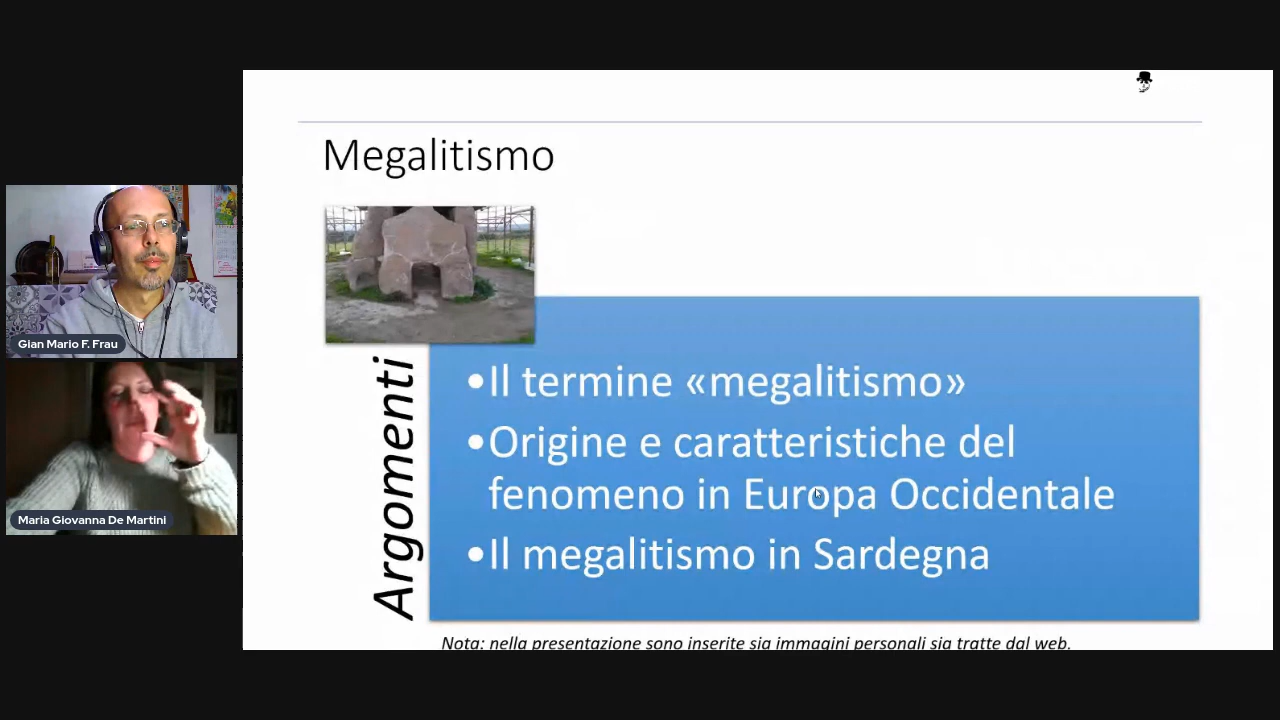 Megalitismo
Argomenti
•Il termine «megalitismo»
•Origine e caratteristiche del
fenomeno in Europa Occidentale
•Il megalitismo in Sardegna
Nota: nella presentazione sono inserite sia immagini personali sia tratte dal web.
Gian Mario F. Frau
Maria Giovanna De Martini